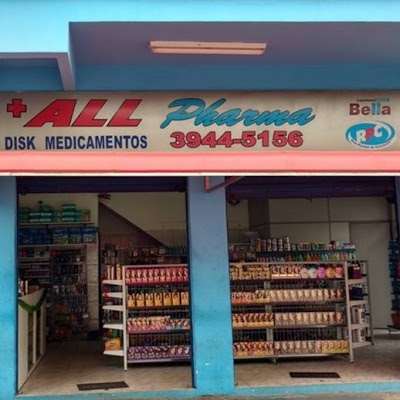 + ALL Pharma
DISK MEDICAMENTOS 3944-5156
Bella